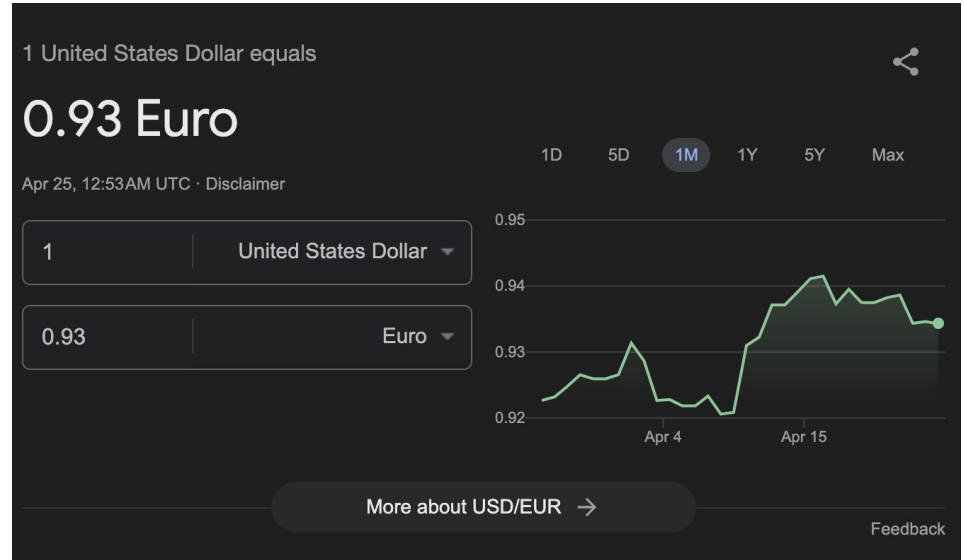 1 United States Dollar equals
0.93 Euro
Apr 25, 12:53 AM UTC · Disclaimer
1 United States Dollar
0.93 Euro
1D 5D 1M 1Y 5Y Max
0.95
0.94
0.93
0.92
Apr 4 Apr 15
More about USD/EUR →
Feedback